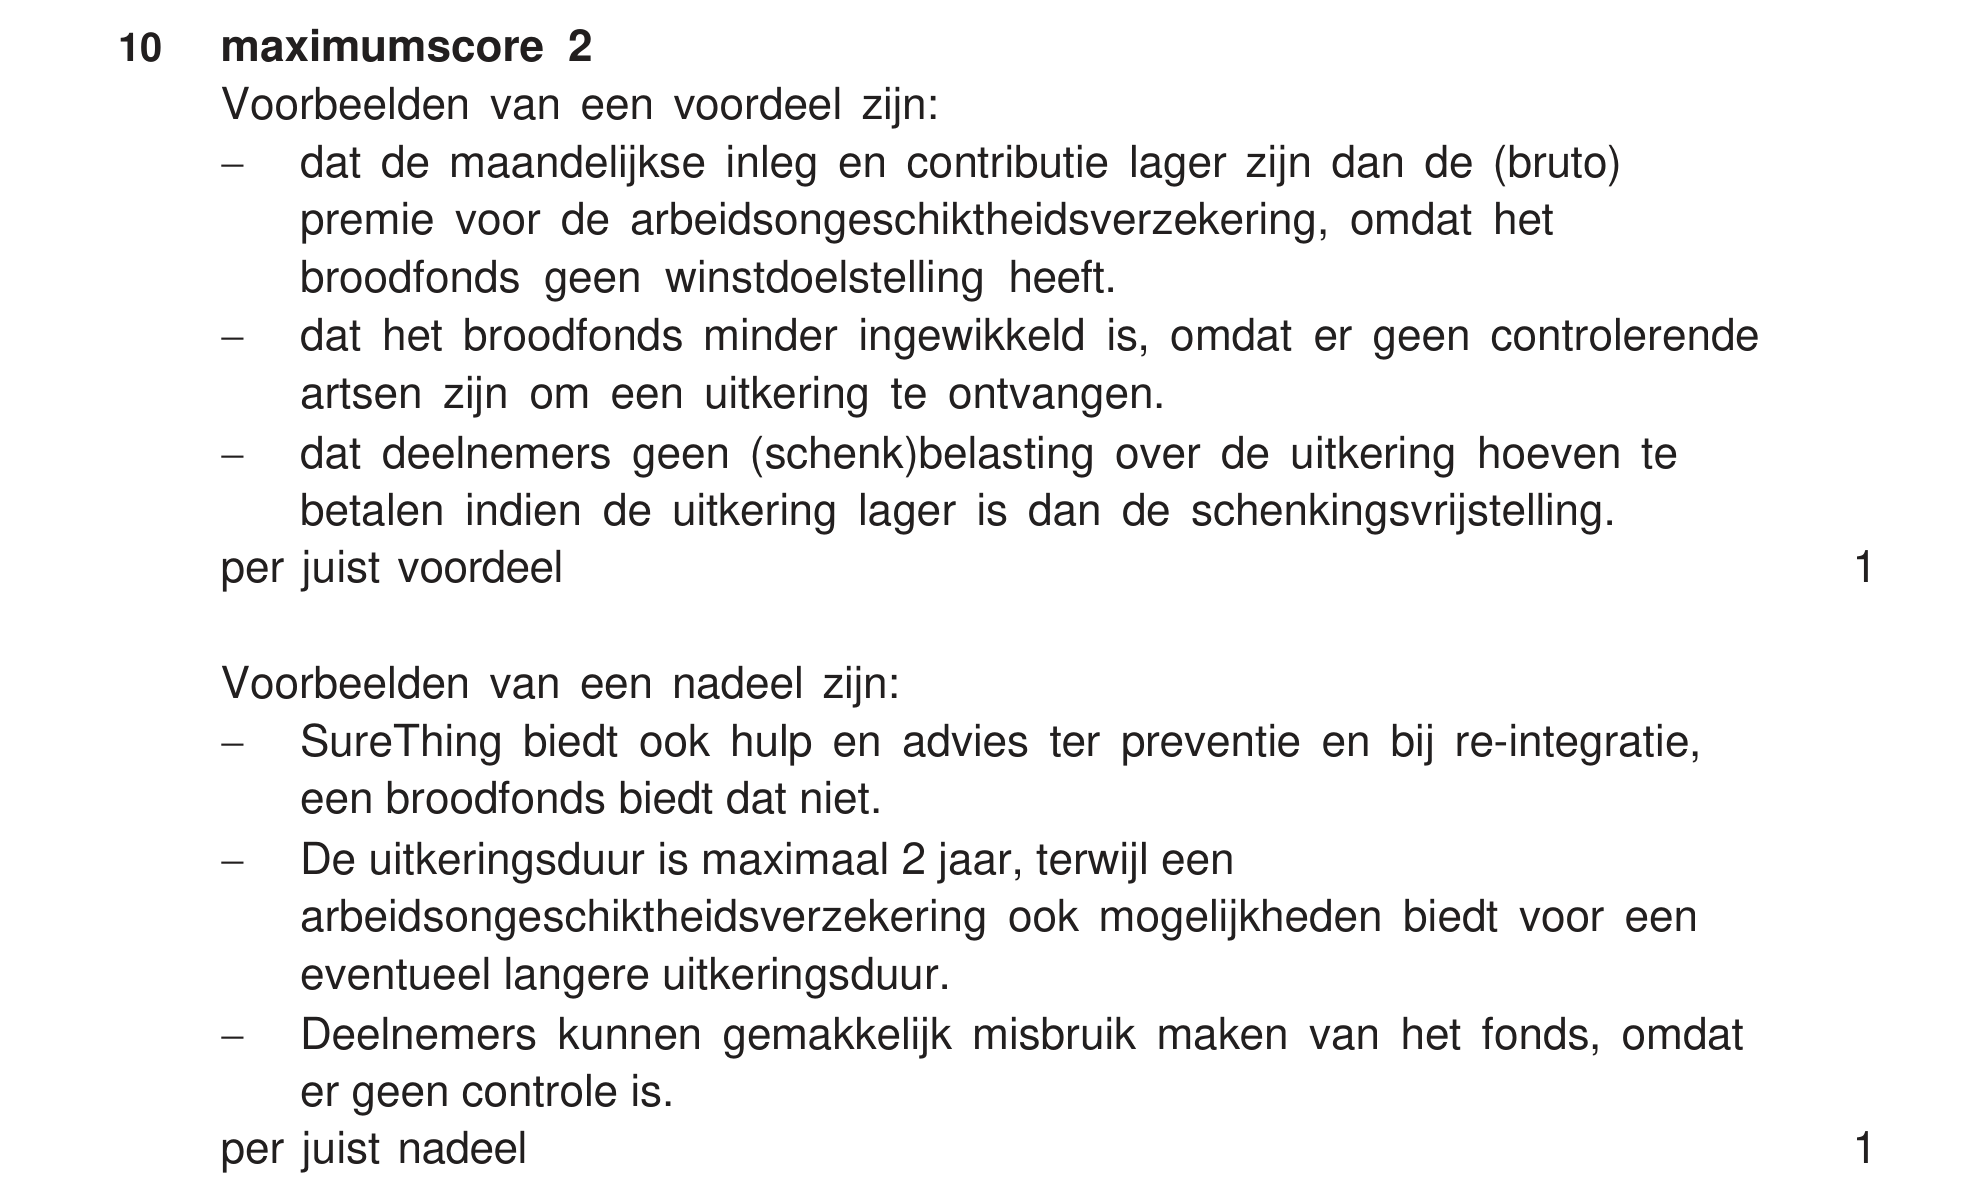 10 maximumscore 2
Voorbeelden van een voordeel zijn:
− dat de maandelijkse inleg en contributie lager zijn dan de (bruto)
premie voor de arbeidsongeschiktheidsverzekering, omdat het
broodfonds geen winstdoelstelling heeft.
− dat het broodfonds minder ingewikkeld is, omdat er geen controlerende
artsen zijn om een uitkering te ontvangen.
− dat deelnemers geen (schenk)belasting over de uitkering hoeven te
betalen indien de uitkering lager is dan de schenkingsvrijstelling.
per juist voordeel 1
Voorbeelden van een nadeel zijn:
− SureThing biedt ook hulp en advies ter preventie en bij re-integratie,
een broodfonds biedt dat niet.
− De uitkeringsduur is maximaal 2 jaar, terwijl een
arbeidsongeschiktheidsverzekering ook mogelijkheden biedt voor een
eventueel langere uitkeringsduur.
− Deelnemers kunnen gemakkelijk misbruik maken van het fonds, omdat
er geen controle is.
per juist nadeel 1